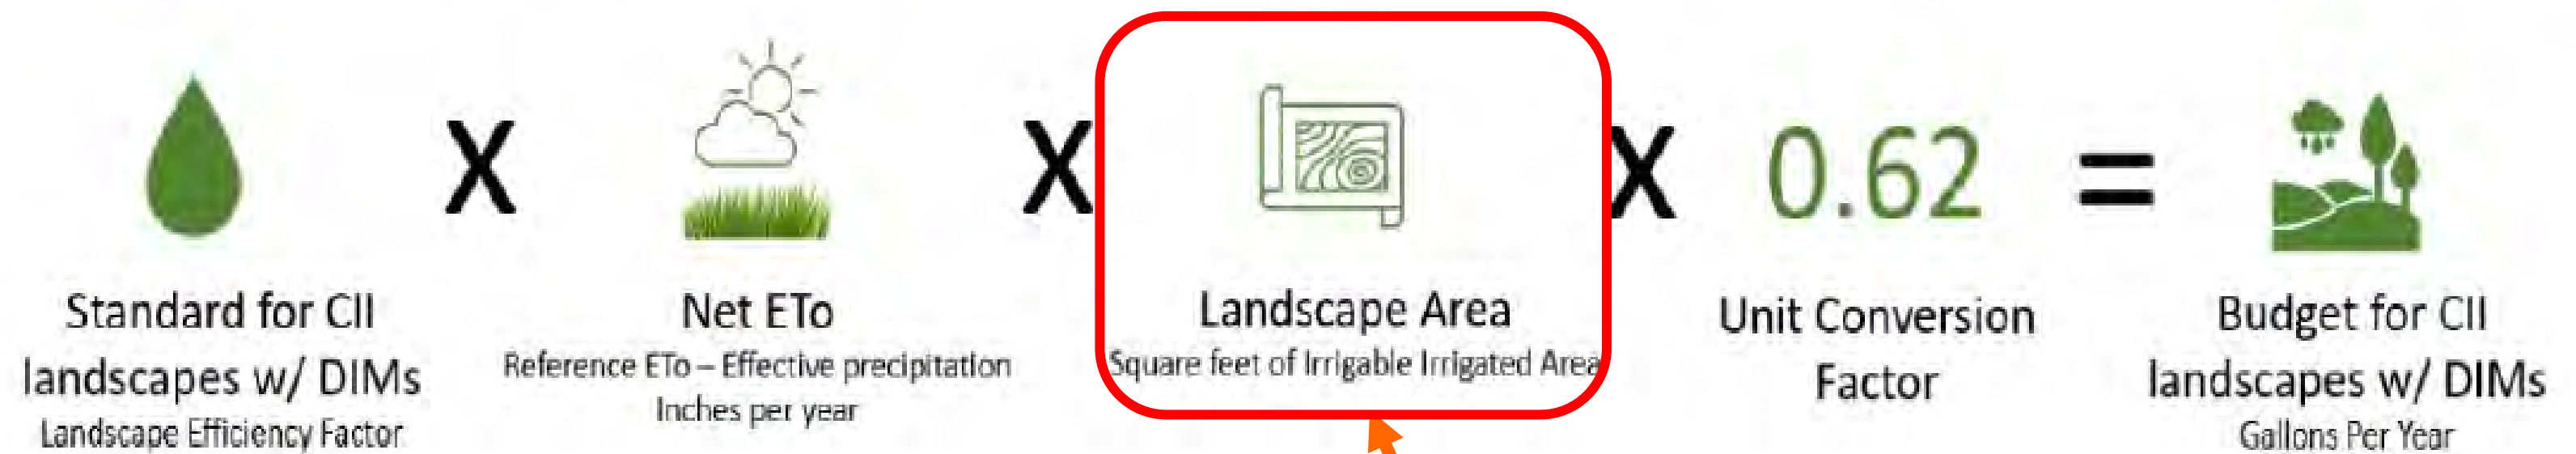 X X X 0.62 =
Standard for CII
landscapes w/ DIMs
Landscape Efficiency Factor
Net ETo
Reference ETo – Effective precipitation
Inches per year
Landscape Area
Square feet of Irrigable Irrigated Area
Unit Conversion
Factor
Budget for CII
landscapes w/ DIMs
Gallons Per Year